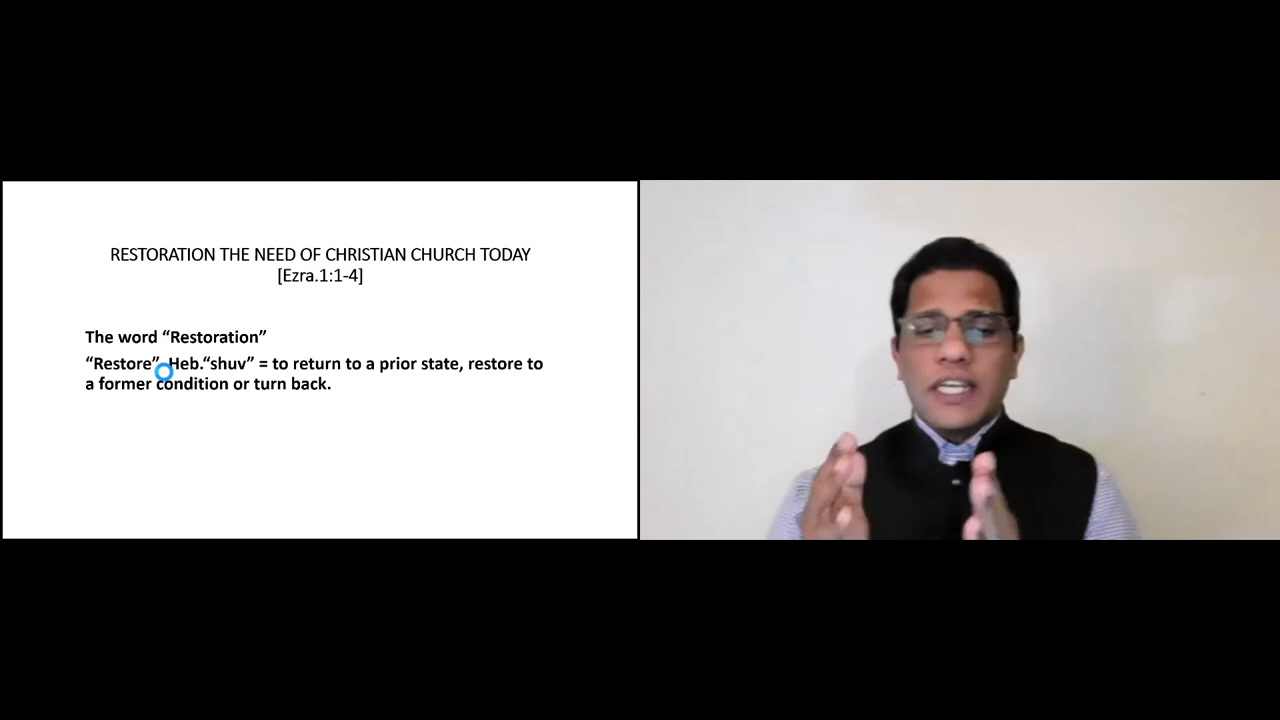 RESTORATION THE NEED OF CHRISTIAN CHURCH TODAY
[Ezra.1:1-4]
The word “Restoration”
“Restore” Heb.“shuv” = to return to a prior state, restore to
a former condition or turn back.